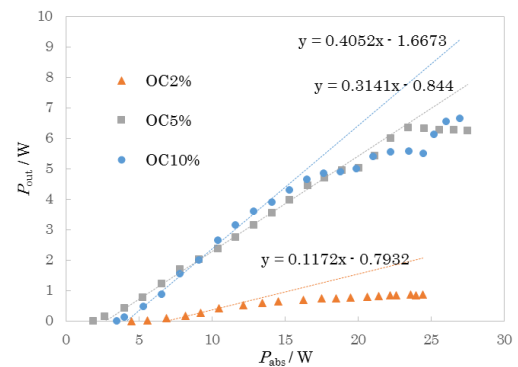 10
9
8
7
6
5
4
3
2
1
0
P_out / W
y = 0.4052x - 1.6673
y = 0.3141x - 0.844
OC2%
OC5%
OC10%
y = 0.1172x - 0.7932
0 5 10 15 20 25 30
P_abs / W